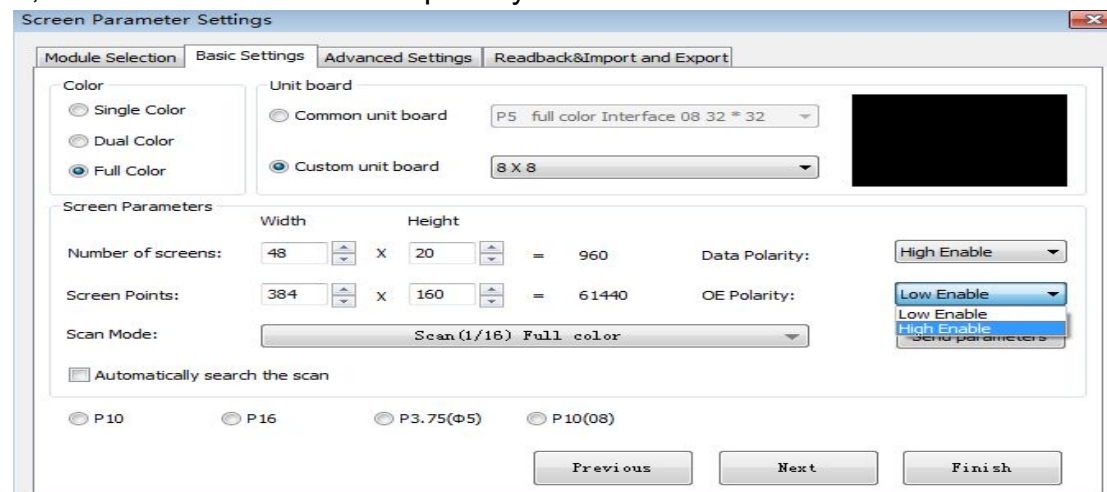 Screen Parameter Settings
Module Selection Basic Settings Advanced Settings Readback&Import and Export
Color Unit board
Single Color Common unit board P5 full color Interface 08 32 * 32
Dual Color
Full Color Custom unit board 8 X 8
Screen Parameters
Width Height
Number of screens: 48 X 20 = 960 Data Polarity: High Enable
Screen Points: 384 X 160 = 61440 OE Polarity: Low Enable
Low Enable
High Enable
Scan Mode: Scan(1/16) Full color Send parameters
Automatically search the scan
P10 P16 P3.75(Φ5) P10(08)
Previous Next Finish